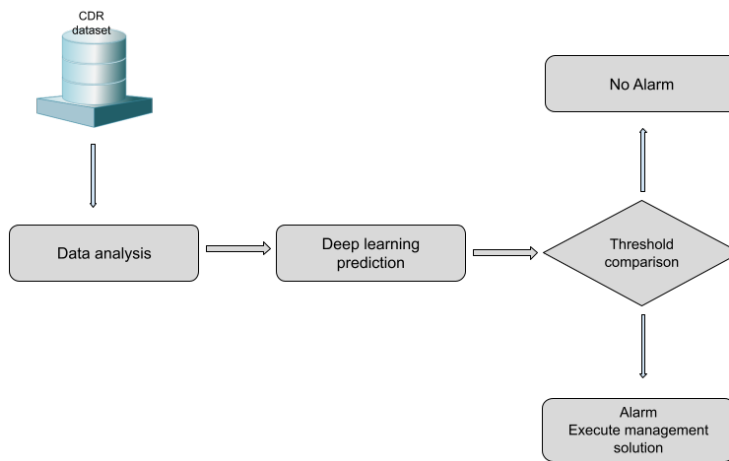 CDR
dataset
No Alarm
Data analysis
Deep learning
prediction
Threshold
comparison
Alarm
Execute management
solution